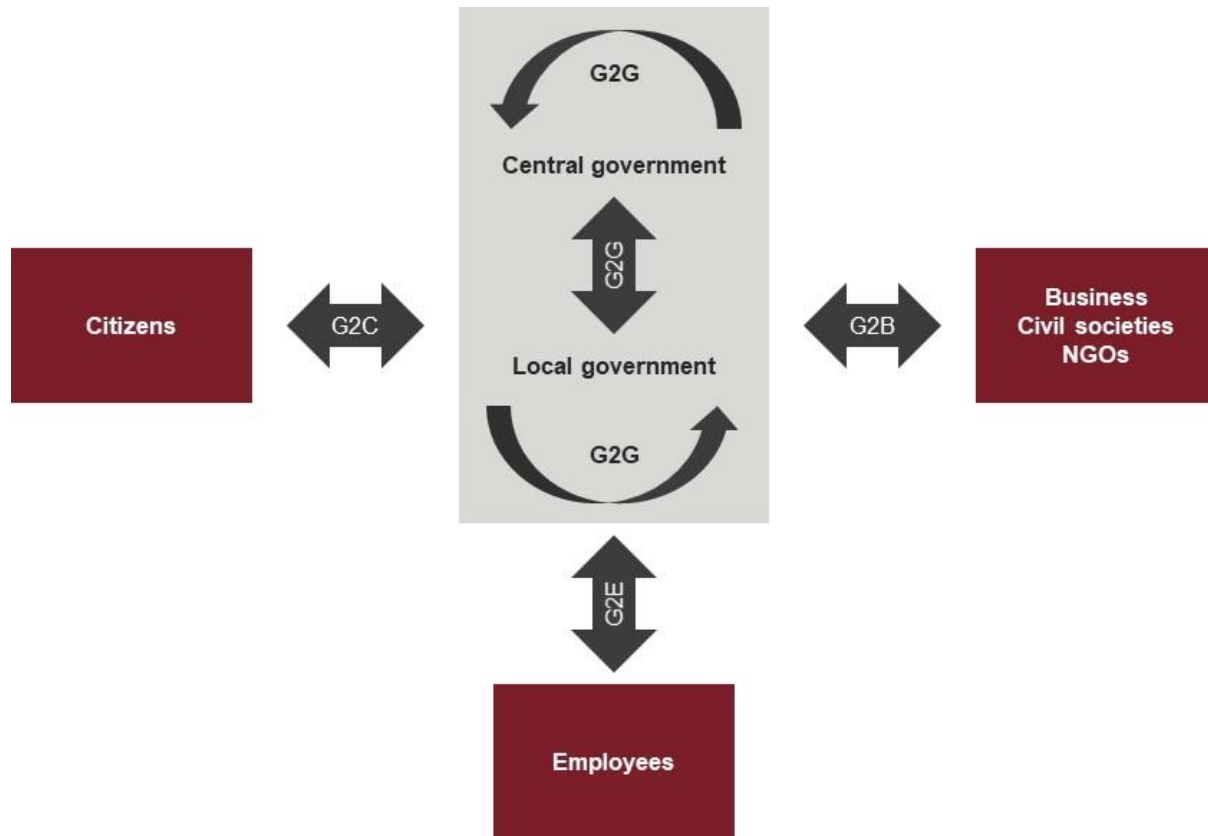 G2G
Central government
G2G
Citizens
G2C
G2B
Business
Civil societies
NGOs
Local government
G2G
G2E
Employees